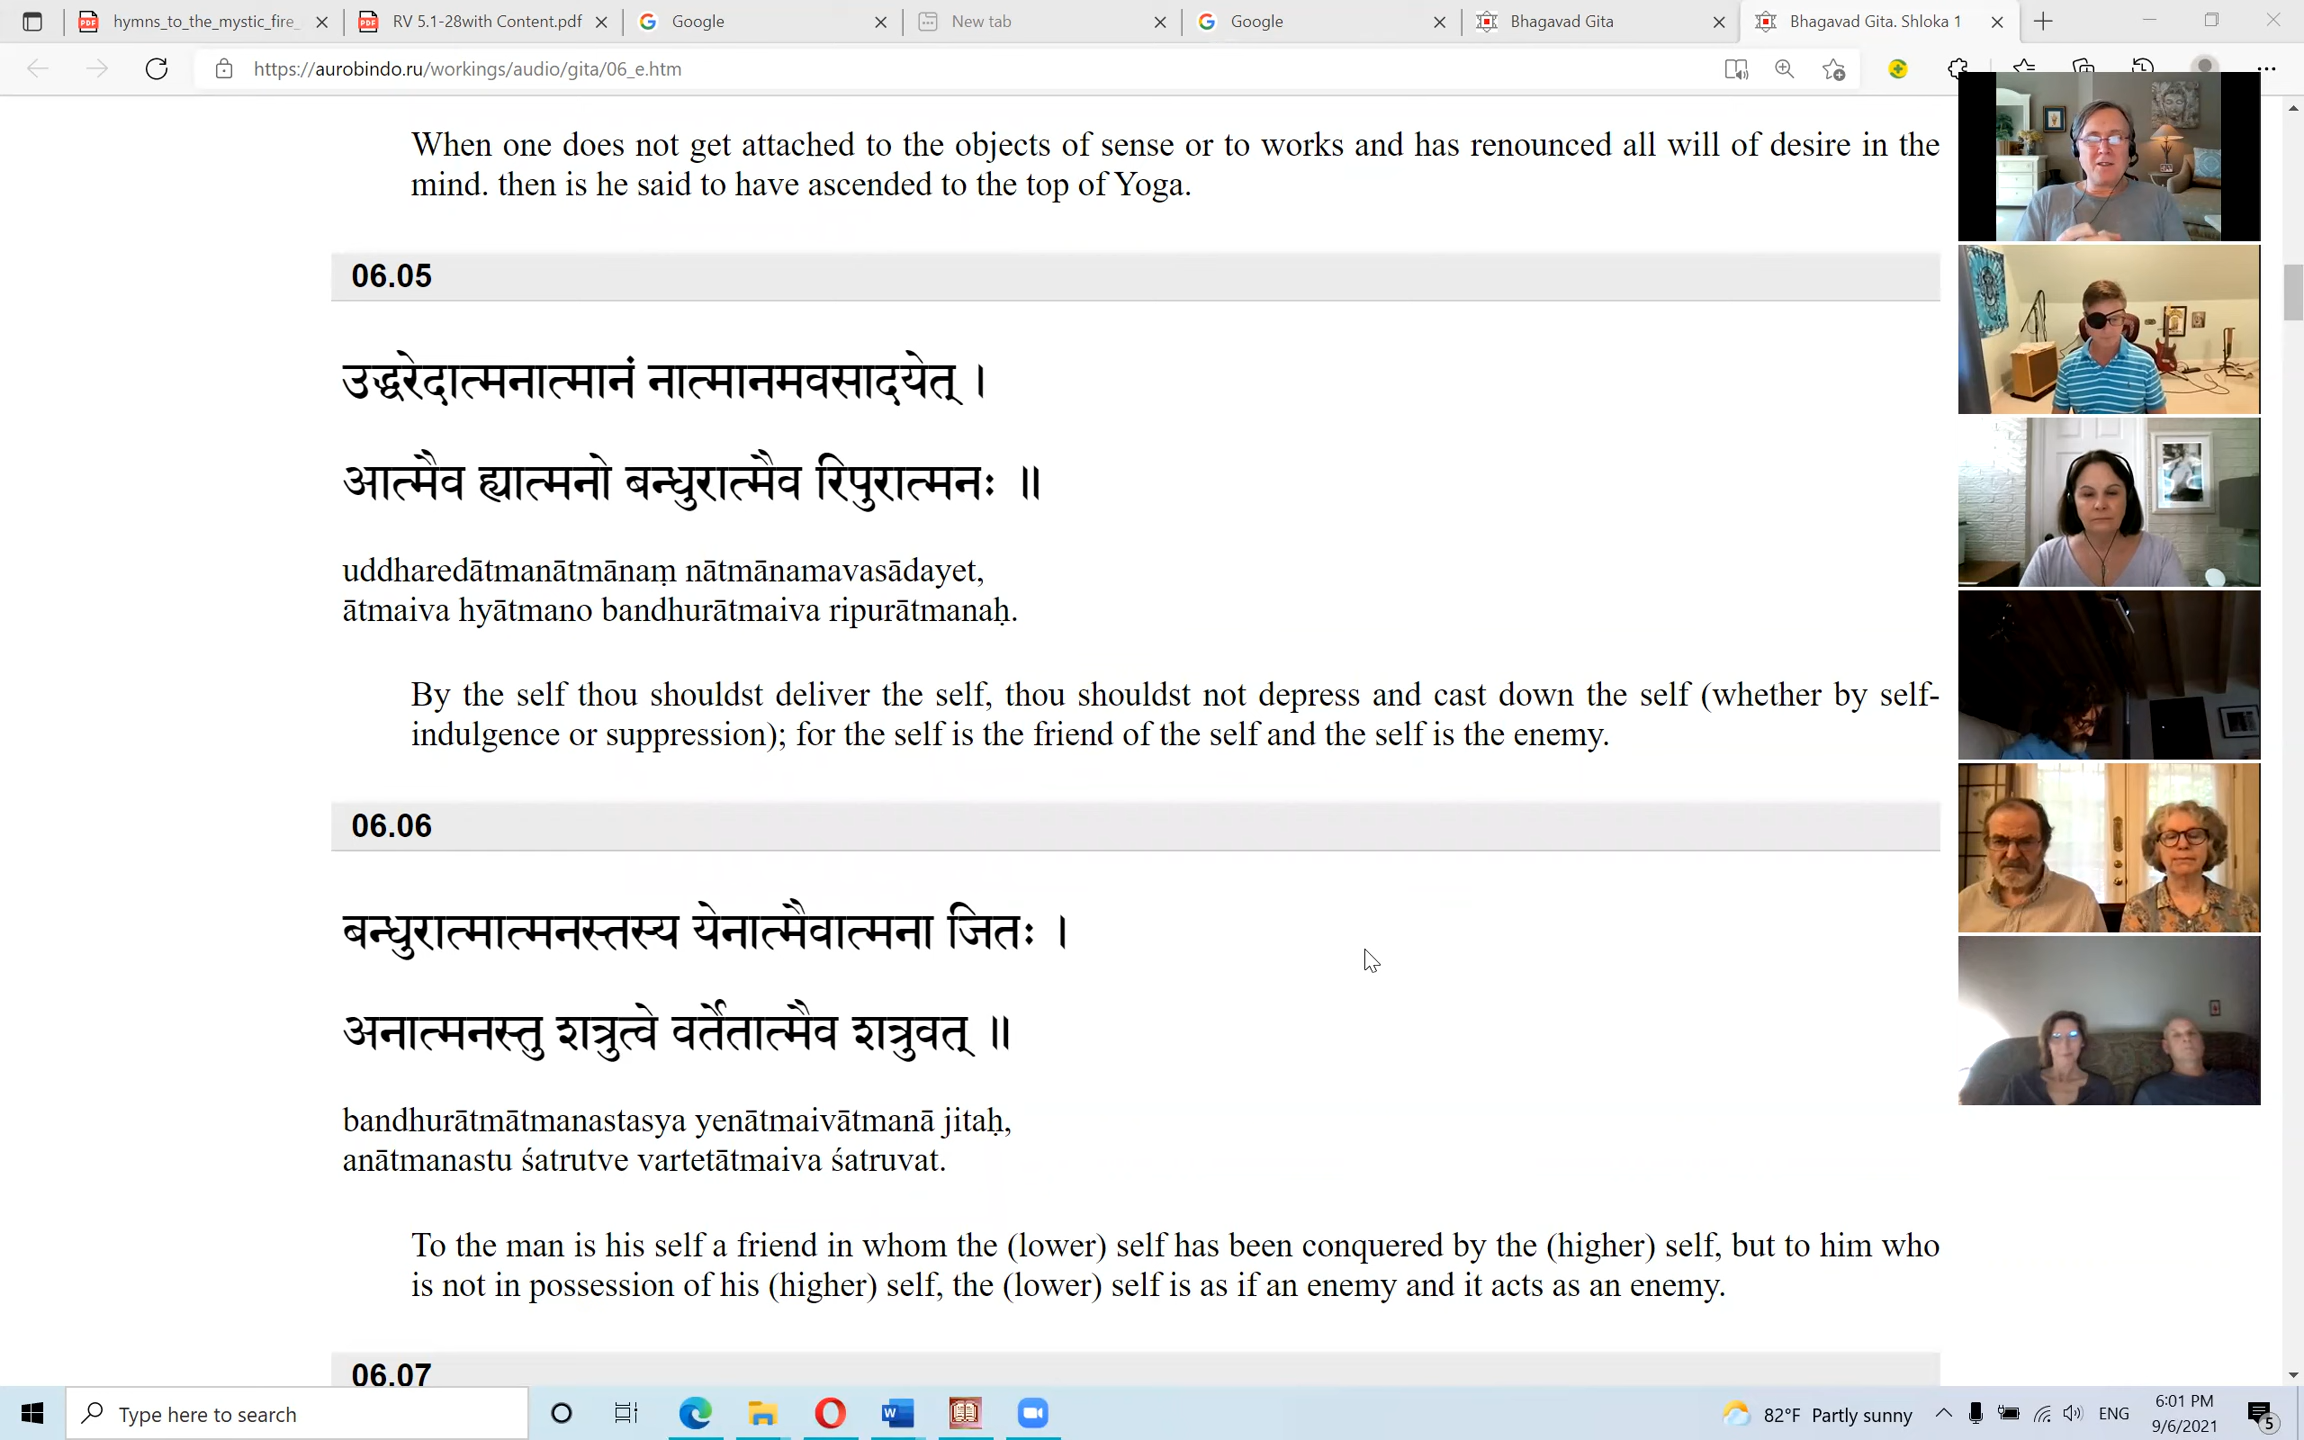 hymns_to_the_mystic_fire_
RV 5.1-28with Content.pdf
Google
New tab
Google
Bhagavad Gita
Bhagavad Gita. Shloka 1
https://aurobindo.ru/workings/audio/gita/06_e.htm
When one does not get attached to the objects of sense or to works and has renounced all will of desire in the
mind. then is he said to have ascended to the top of Yoga.
06.05
उद्धरेदात्मनात्मानं नात्मानमवसादयेत् ।
आत्मैव ह्यात्मनो बन्धुरात्मैव रिपुरात्मनः ॥
uddharedātmanātmānaṃ nātmānamavasādayet,
ātmaiva hyātmano bandhurātmaiva ripurātmanaḥ.
By the self thou shouldst deliver the self, thou shouldst not depress and cast down the self (whether by self-
indulgence or suppression); for the self is the friend of the self and the self is the enemy.
06.06
बन्धुरात्मात्मनस्तस्य येनात्मैवात्मना जितः ।
अनात्मनस्तु शत्रुत्वे वर्तेतात्मैव शत्रुवत् ॥
bandhurātmātmanastasya yenātmaivātmanā jitaḥ,
anātmanastu śatrutve vartetātmaiva śatruvat.
To the man is his self a friend in whom the (lower) self has been conquered by the (higher) self, but to him who
is not in possession of his (higher) self, the (lower) self is as if an enemy and it acts as an enemy.
06.07
Type here to search
82°F Partly sunny
ENG
6:01 PM
9/6/2021
5